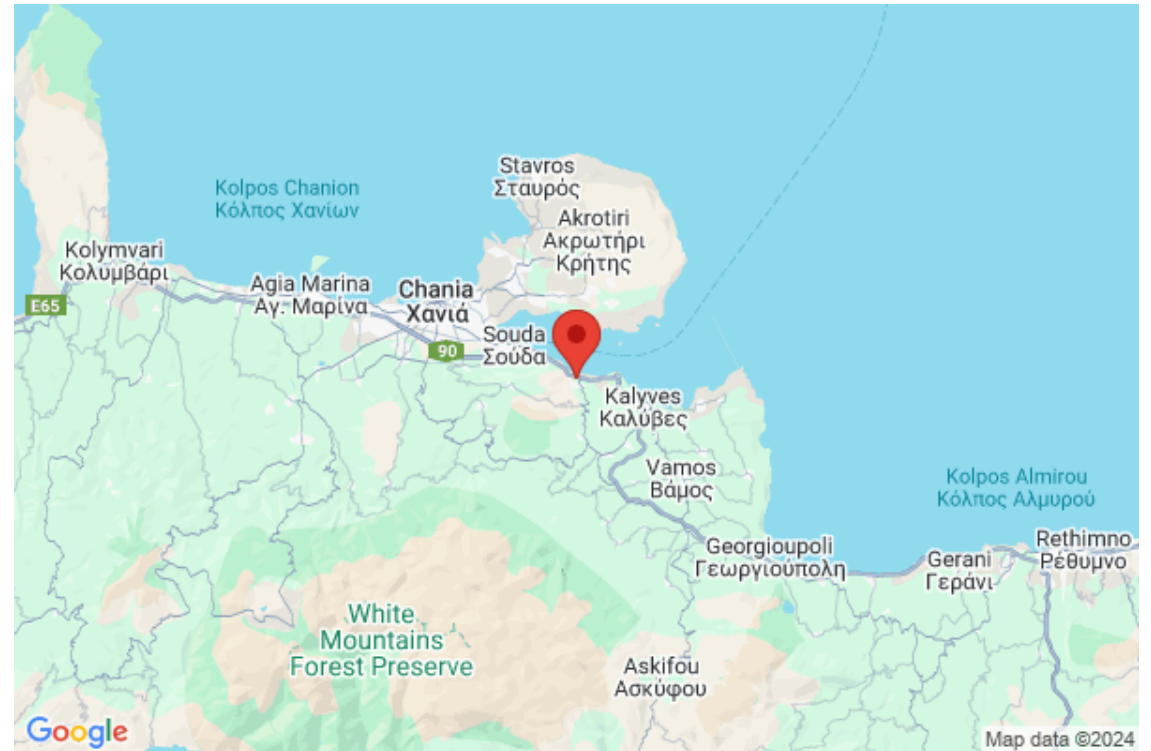 Stavros
Σταυρός
Kolpos Chanion
Κόλπος Χανίων
Akrotiri
Ακρωτήρι
Κρήτης
Kolymvari
Κολυμβάρι
Agia Marina
Αγ. Μαρίνα
Chania
Χανιά
E65
Souda
Σούδα
90
Kalyves
Καλύβες
Vamos
Βάμος
Kolpos Almirou
Κόλπος Αλμυρού
Georgioupoli
Γεωργιούπολη
Gerani
Γεράνι
Rethimno
Ρέθυμνο
White
Mountains
Forest Preserve
Askifou
Ασκύφου
Google
Map data ©2024